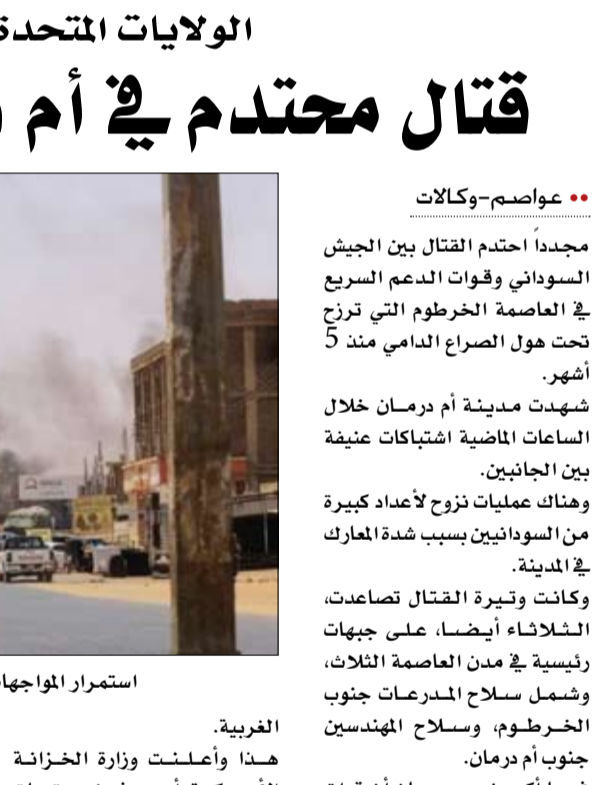 الولايات المتحدة
قتال محتدم في أم
•• عواصم-وكالات
مجدداً احتدم القتال بين الجيش
السوداني وقوات الدعم السريع
في العاصمة الخرطوم التي ترزح
تحت هول الصراع الدامي منذ 5
أشهر.
شهدت مدينة أم درمان خلال
الساعات الماضية اشتباكات عنيفة
بين الجانبين.
وهناك عمليات نزوح لأعداد كبيرة
من السودانيين بسبب شدة المعارك
في المدينة.
وكانت وتيرة القتال تصاعدت،
الثلاثاء أيضا، على جبهات
رئيسية في مدن العاصمة الثلاث،
وشمل سلاح المدرعات جنوب
الخرطوم، وسلاح المهندسين
جنوب أم درمان.
استمرار المواجها
الغربية.
هذا وأعلنت وزارة الخزانة